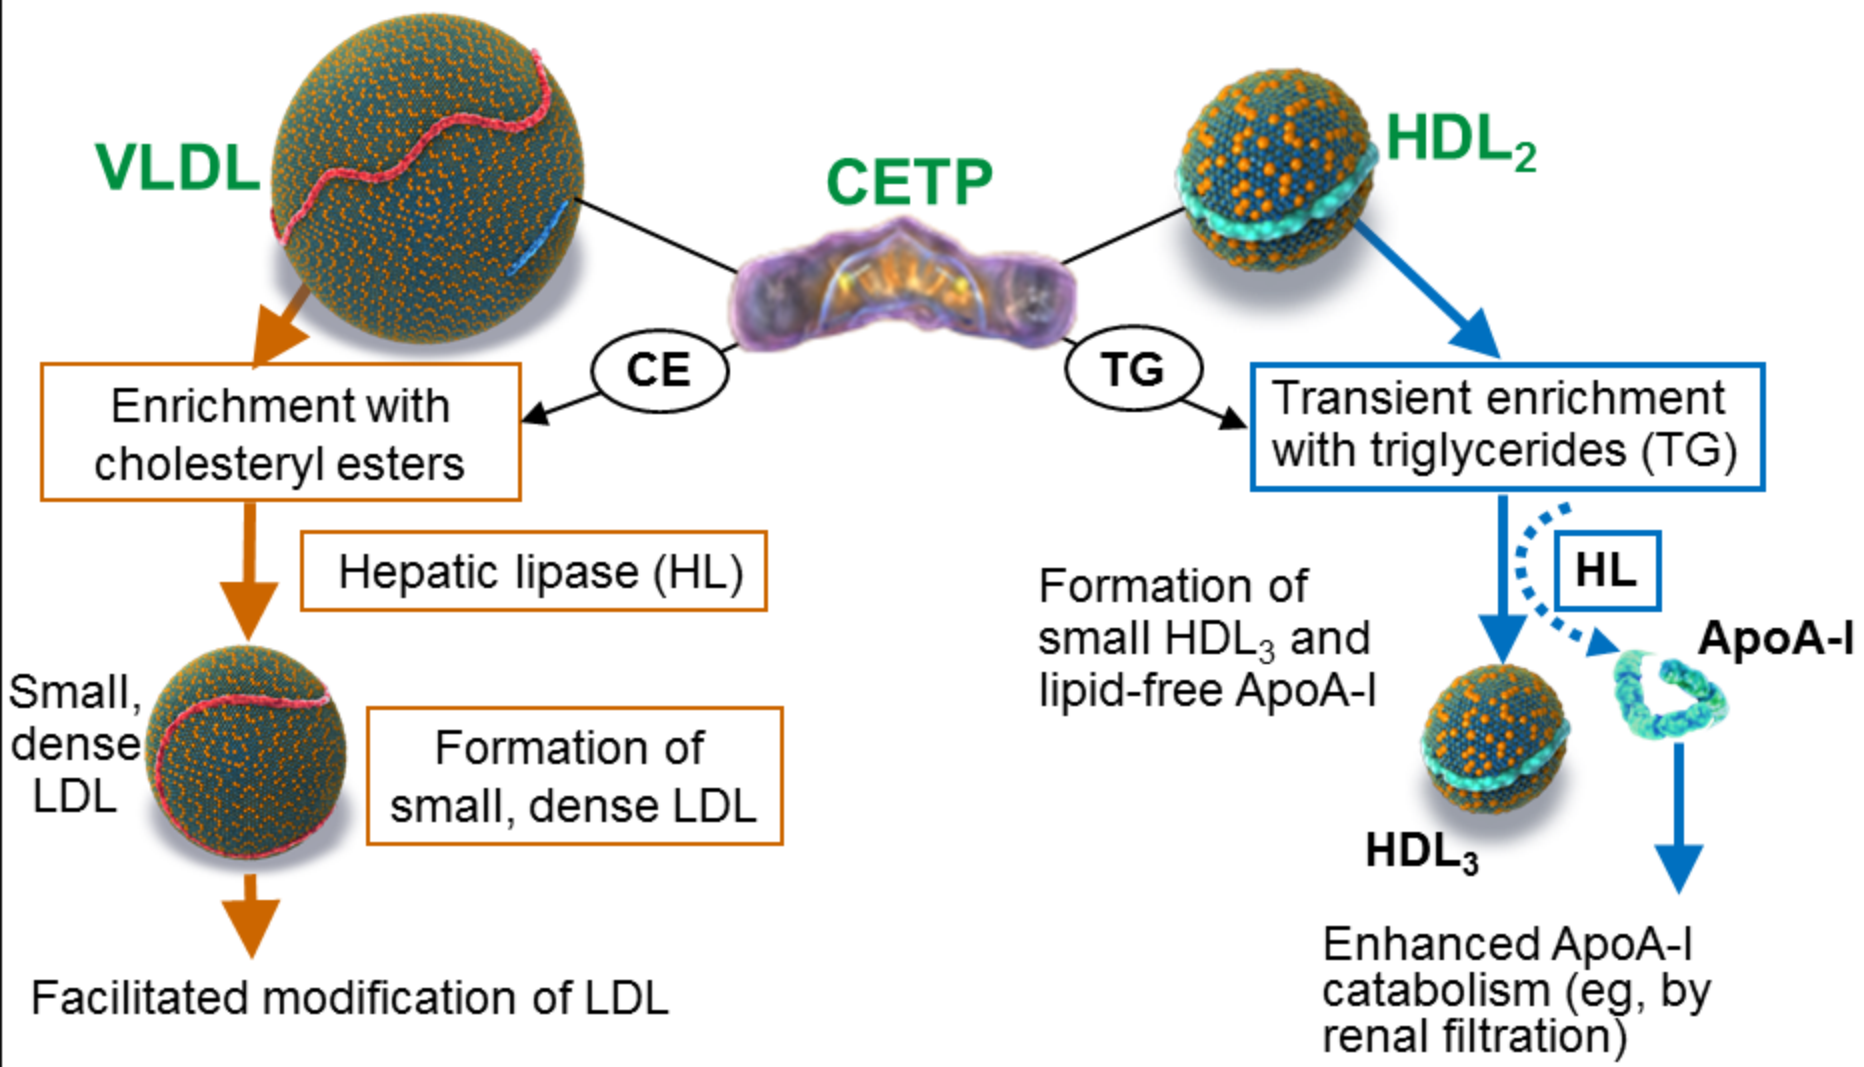 VLDL
CETP
HDL₂
CE
TG
Enrichment with
cholesteryl esters
Transient enrichment
with triglycerides (TG)
Hepatic lipase (HL)
HL
Formation of
small HDL₃ and
lipid-free ApoA-I
ApoA-I
Small,
dense
LDL
Formation of
small, dense LDL
HDL₃
Facilitated modification of LDL
Enhanced ApoA-I
catabolism (eg, by
renal filtration)